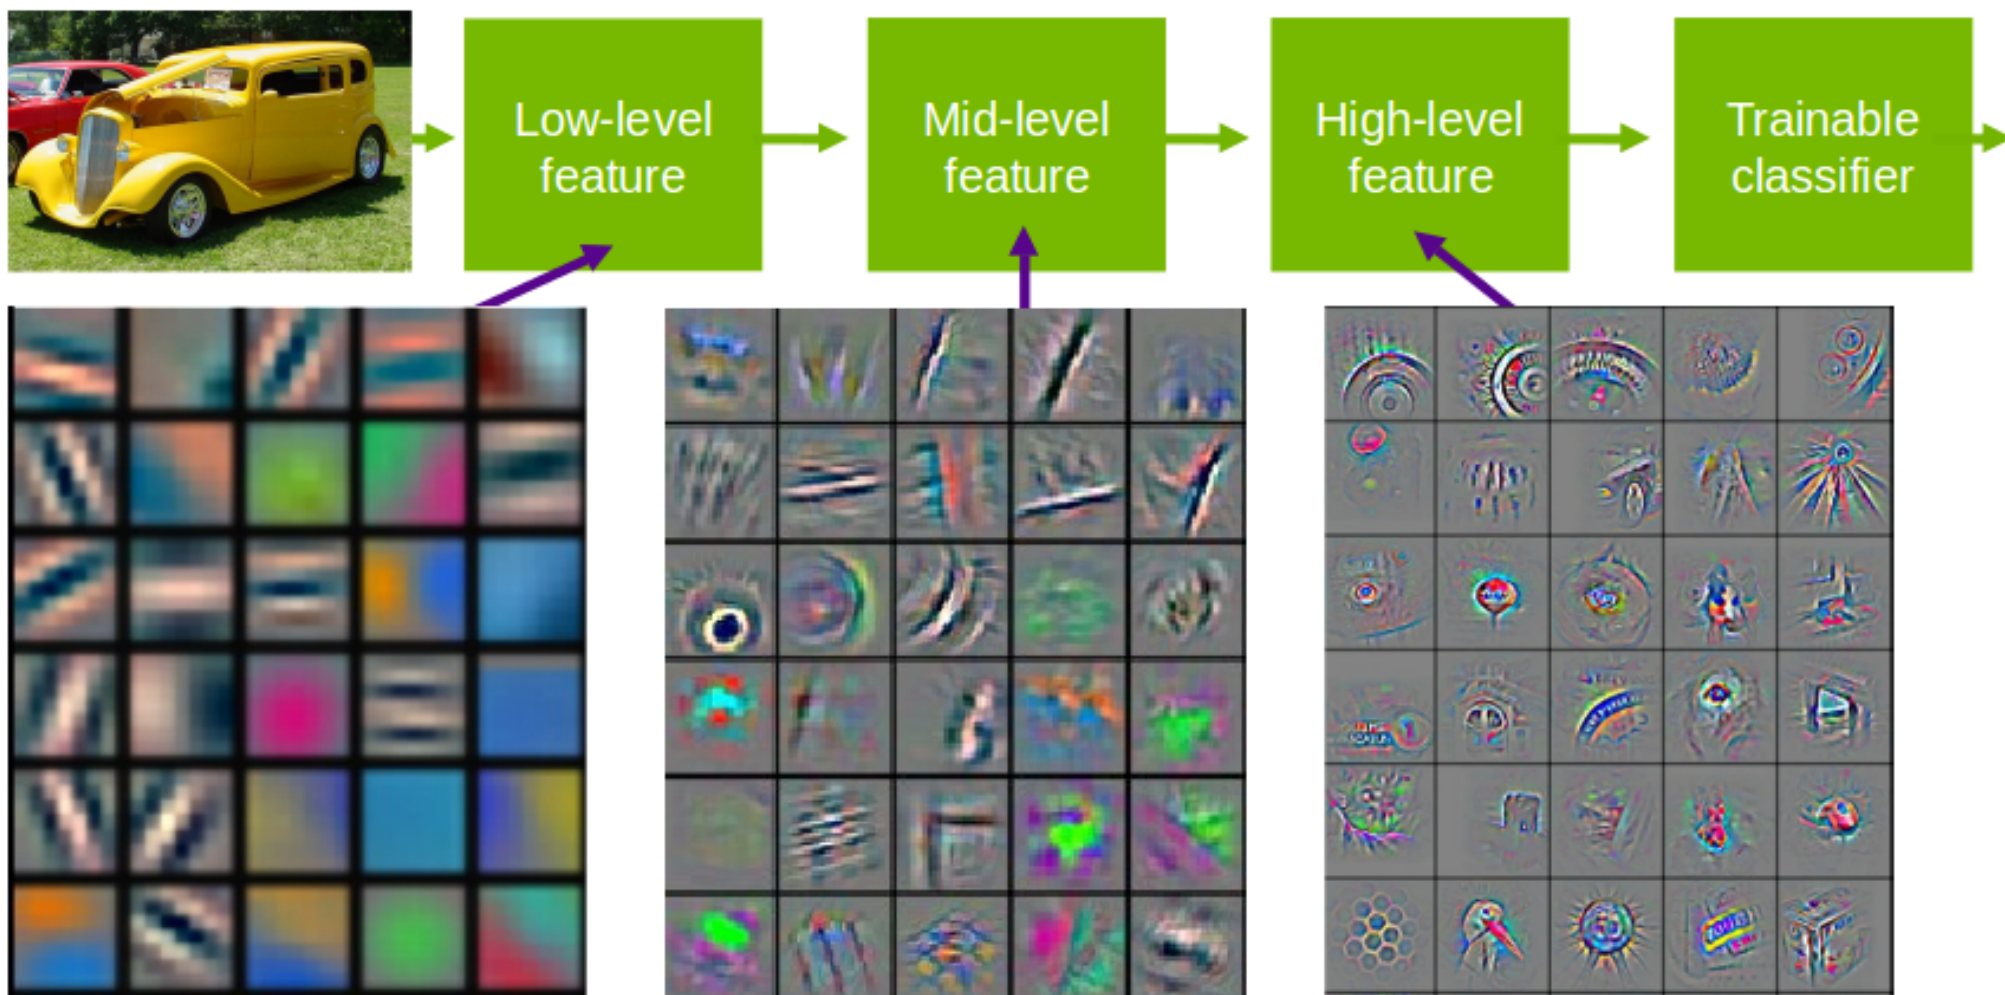 Low-level
feature
Mid-level
feature
High-level
feature
Trainable
classifier